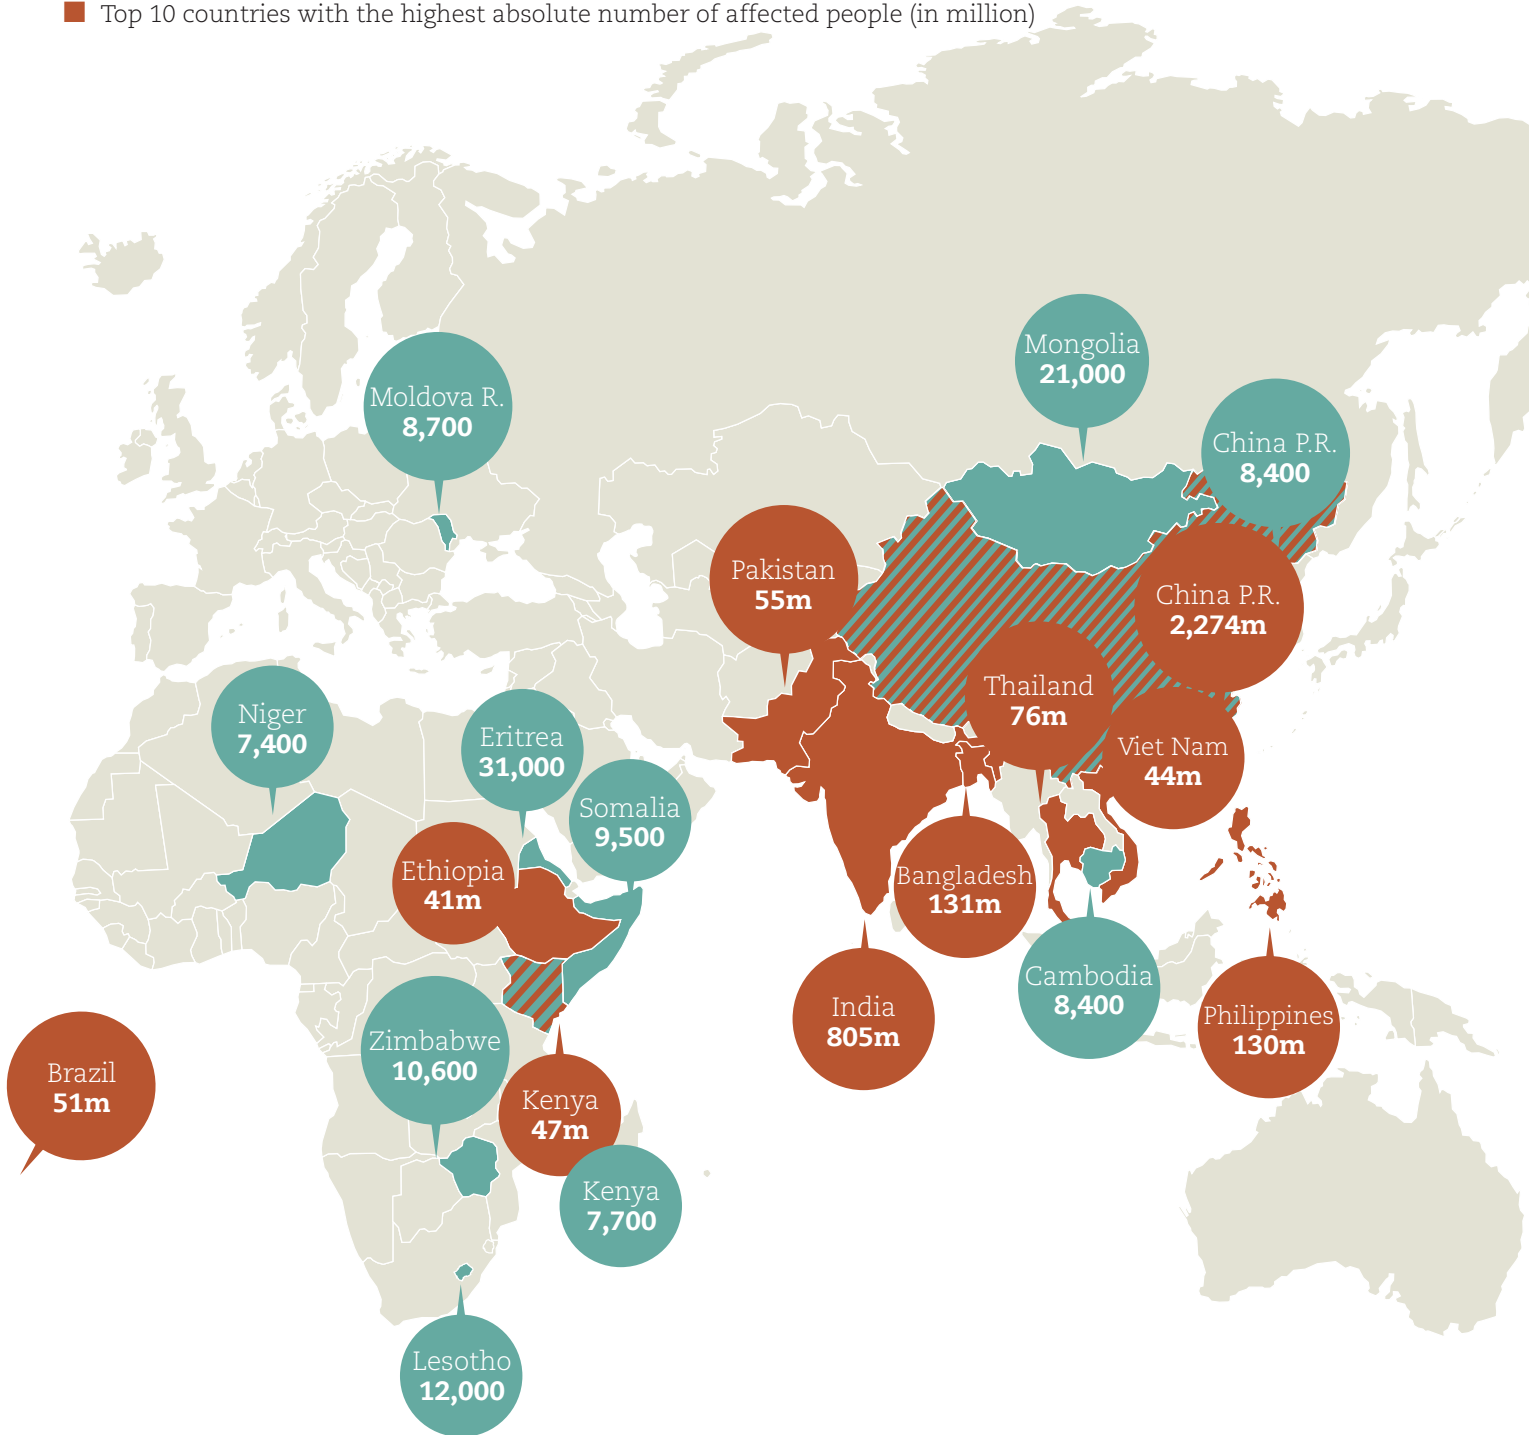 Top 10 countries with the highest absolute number of affected people (in million)
Mongolia
21,000
Moldova R.
8,700
China P.R.
8,400
Pakistan
55m
China P.R.
2,274m
Thailand
76m
Niger
7,400
Eritrea
31,000
Viet Nam
44m
Somalia
9,500
Ethiopia
41m
Bangladesh
131m
Cambodia
8,400
India
805m
Philippines
130m
Zimbabwe
10,600
Brazil
51m
Kenya
47m
Kenya
7,700
Lesotho
12,000